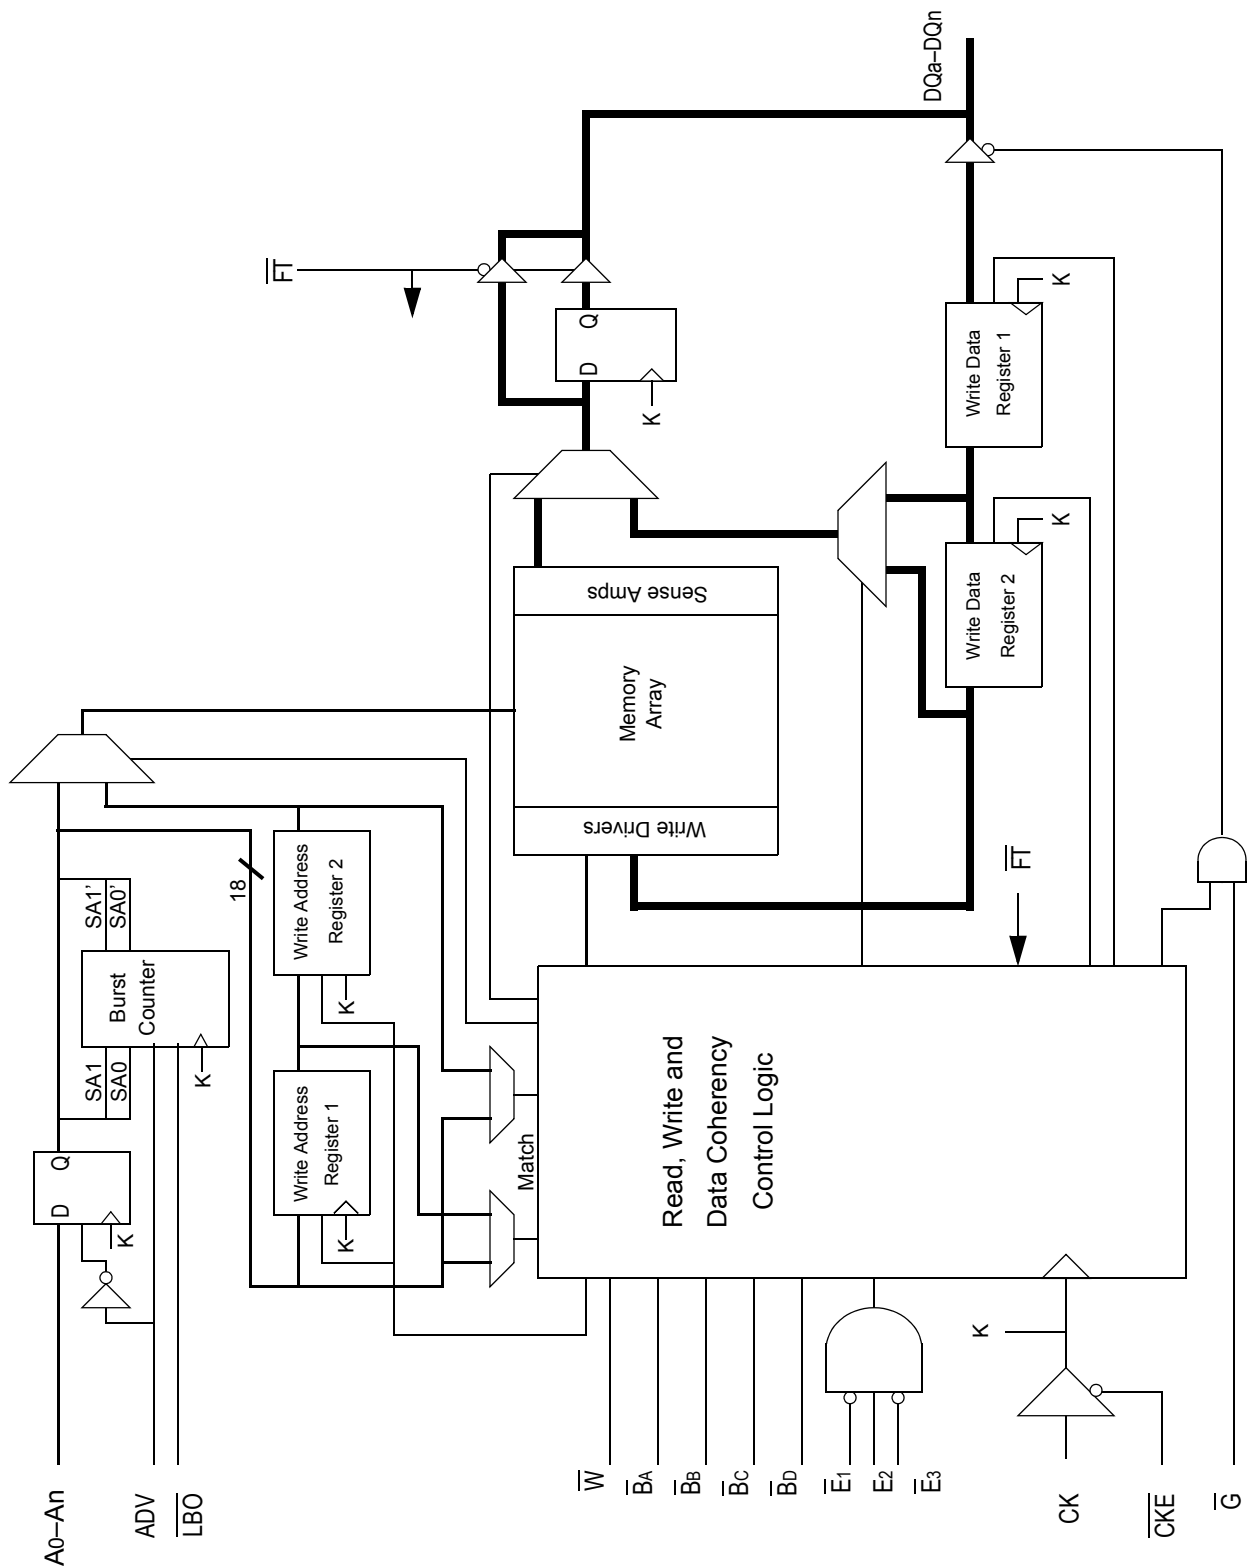 A0–An
ADV
LBO
D
Q
K
SA1
SA0
Burst
Counter
K
SA1’
SA0’
18
Write Address
Register 1
K
Write Address
Register 2
K
Match
FT
Write Drivers
Memory
Array
Sense Amps
D
Q
K
DQa–DQn
W
BA
BB
BC
BD
E1
E2
E3
CK
CKE
G
K
Read, Write and
Data Coherency
Control Logic
FT
Write Data
Register 2
K
Write Data
Register 1
K